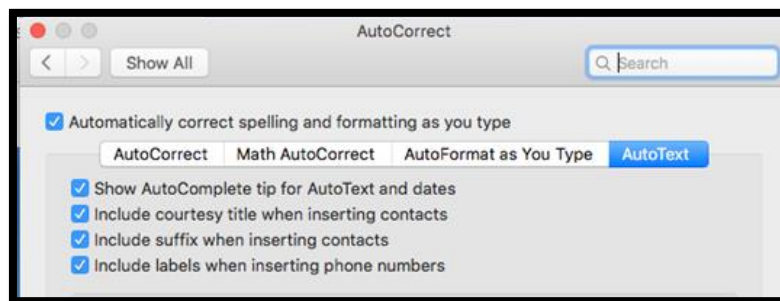 AutoCorrect
Show All
Search
Automatically correct spelling and formatting as you type
AutoCorrect Math AutoCorrect AutoFormat as You Type AutoText
Show AutoComplete tip for AutoText and dates
Include courtesy title when inserting contacts
Include suffix when inserting contacts
Include labels when inserting phone numbers